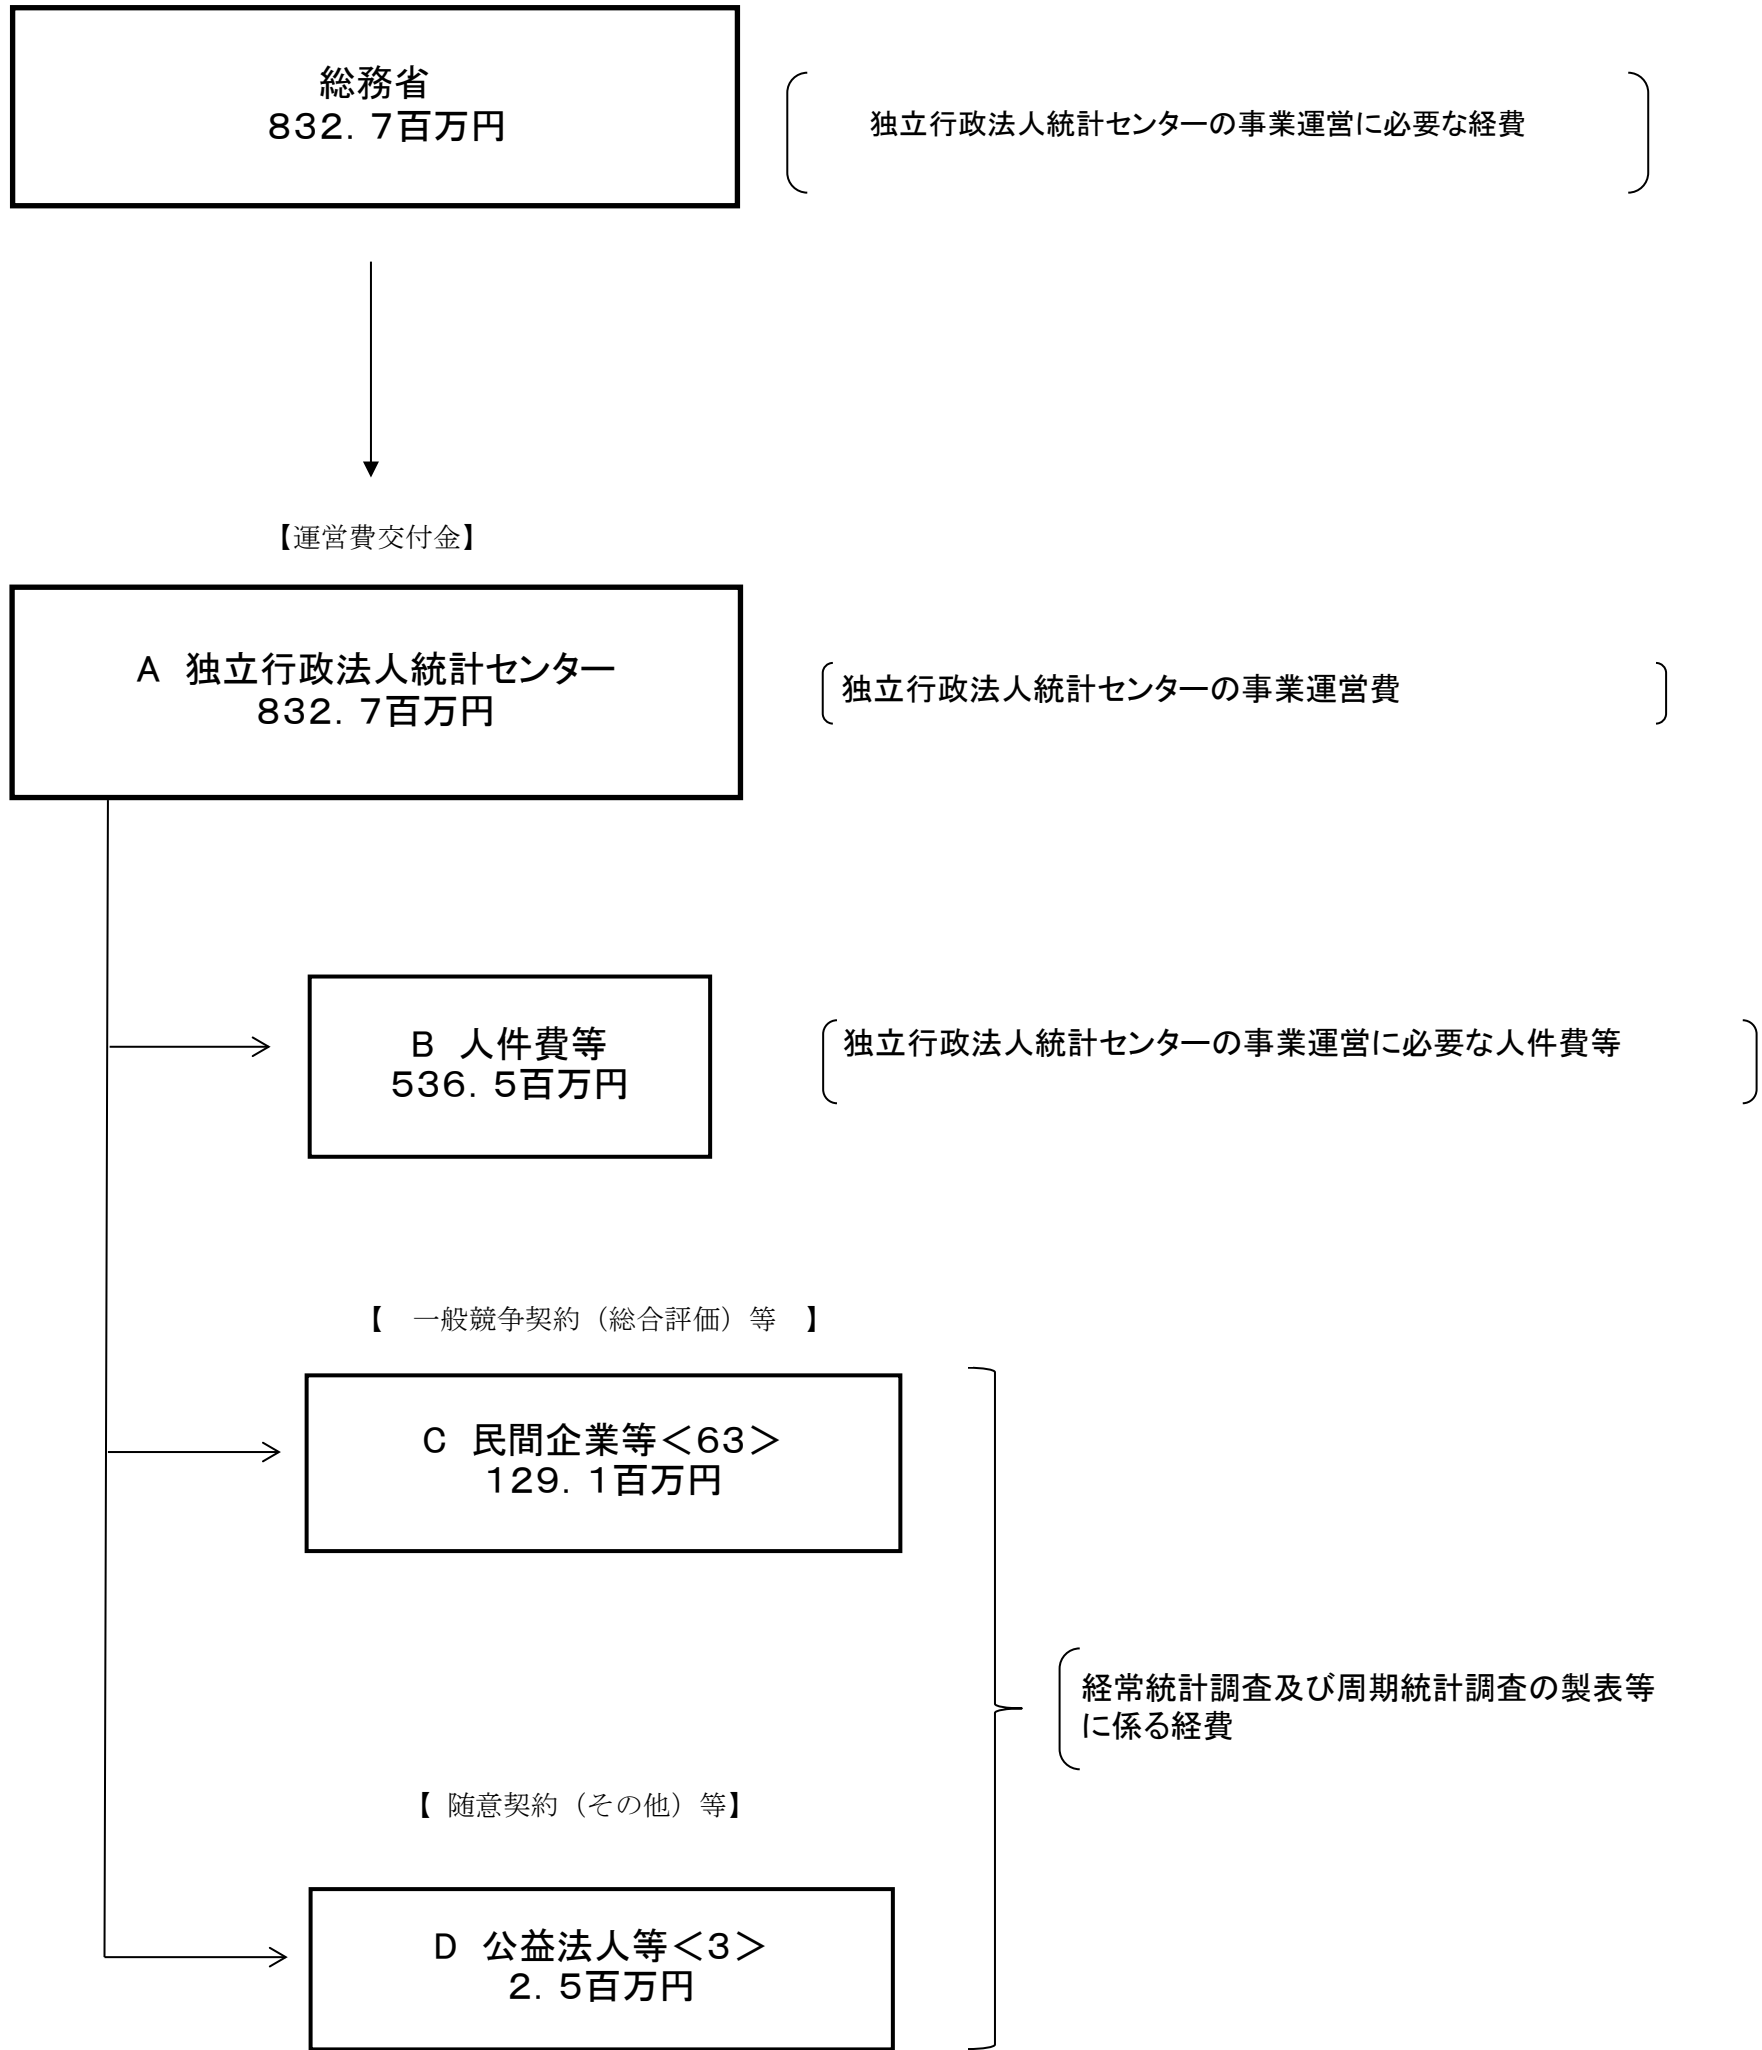 総務省
８３２．７百万円
独立行政法人統計センターの事業運営に必要な経費
【運営費交付金】
A　独立行政法人統計センター
８３２．７百万円
独立行政法人統計センターの事業運営費
B　人件費等
５３６．５百万円
独立行政法人統計センターの事業運営に必要な人件費等
【　一般競争契約（総合評価）等　】
C　民間企業等＜６３＞
１２９．１百万円
経常統計調査及び周期統計調査の製表等
に係る経費
【 随意契約（その他）等】
D　公益法人等＜３＞
２．５百万円